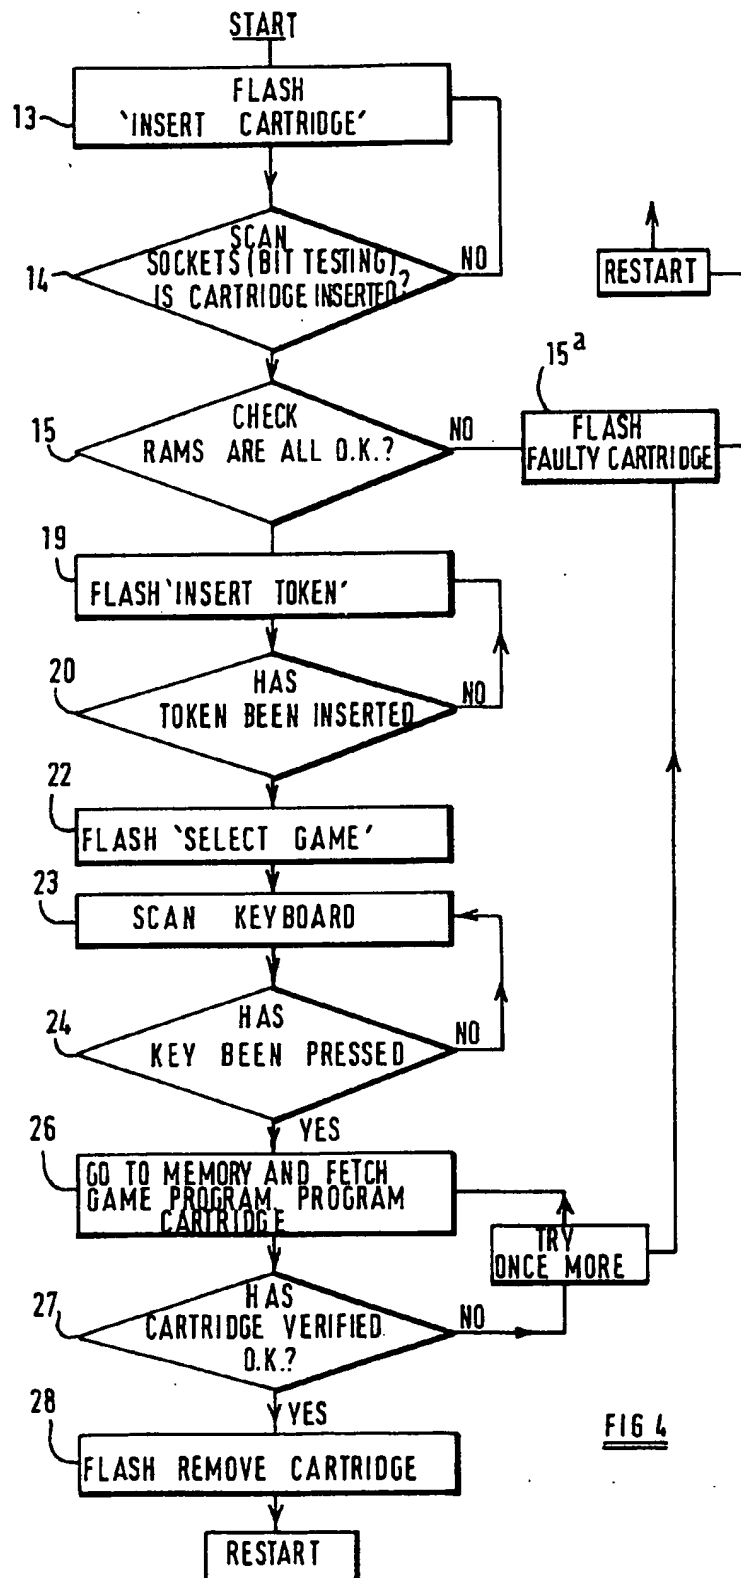 START
13
FLASH
'INSERT CARTRIDGE'
14
SCAN
SOCKETS (BIT TESTING)
IS CARTRIDGE INSERTED?
NO
RESTART
15
CHECK
RAMS ARE ALL O.K.?
NO
15a
FLASH
FAULTY CARTRIDGE
19
FLASH 'INSERT TOKEN'
20
HAS
TOKEN BEEN INSERTED
NO
22
FLASH 'SELECT GAME'
23
SCAN KEYBOARD
24
HAS
KEY BEEN PRESSED
NO
YES
26
GO TO MEMORY AND FETCH
GAME PROGRAM. PROGRAM
CARTRIDGE
TRY
ONCE MORE
27
HAS
CARTRIDGE VERIFIED
O.K.?
NO
YES
28
FLASH REMOVE CARTRIDGE
RESTART
FIG 4